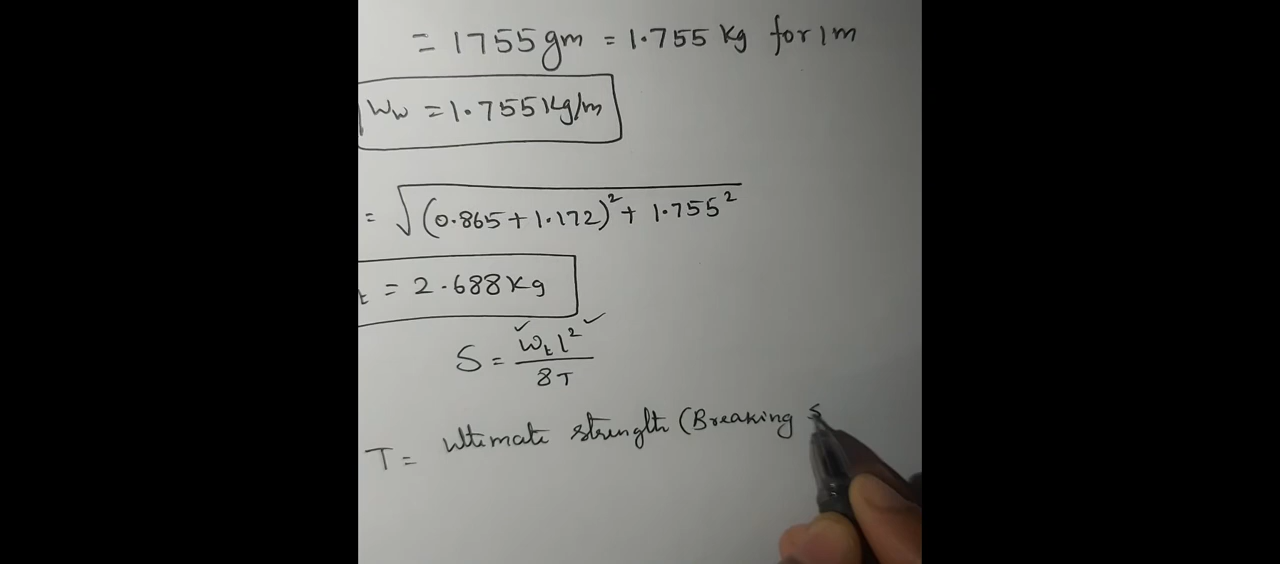 = 1755 gm = 1.755 Kg for 1 m
Ww = 1.755 Kg/m
= √(0.865 + 1.172)² + 1.755²
t = 2.688 Kg
S = Wt l² / 8T
T = Ultimate strength (Breaking S